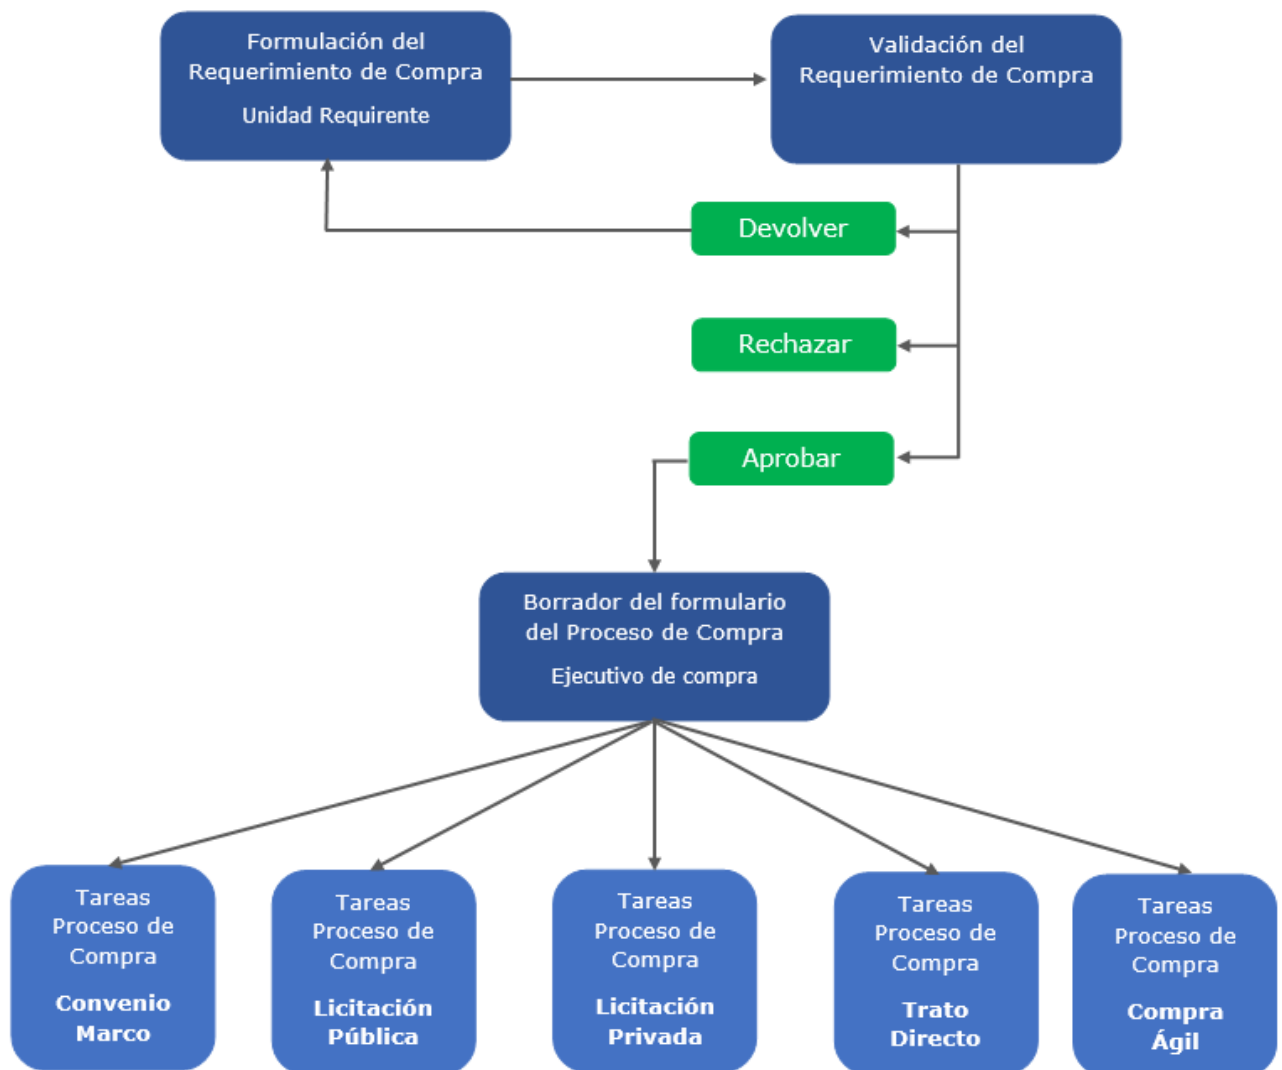 Formulación del
Requerimiento de Compra
Unidad Requirente
Validación del
Requerimiento de Compra
Devolver
Rechazar
Aprobar
Borrador del formulario
del Proceso de Compra
Ejecutivo de compra
Tareas
Proceso de
Compra
Convenio
Marco
Tareas
Proceso de
Compra
Licitación
Pública
Tareas
Proceso de
Compra
Licitación
Privada
Tareas
Proceso de
Compra
Trato
Directo
Tareas
Proceso de
Compra
Compra
Ágil